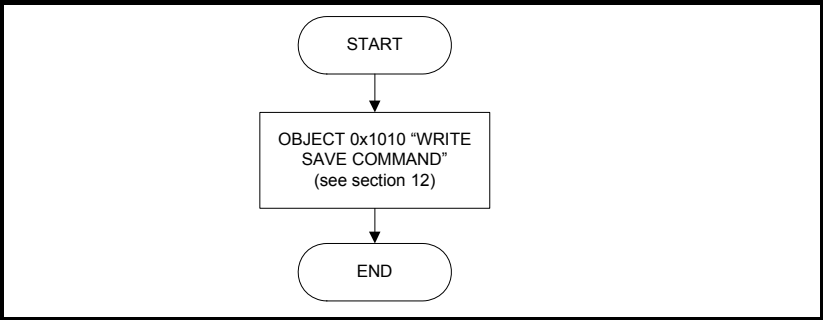 START
OBJECT 0x1010 “WRITE
SAVE COMMAND”
(see section 12)
END